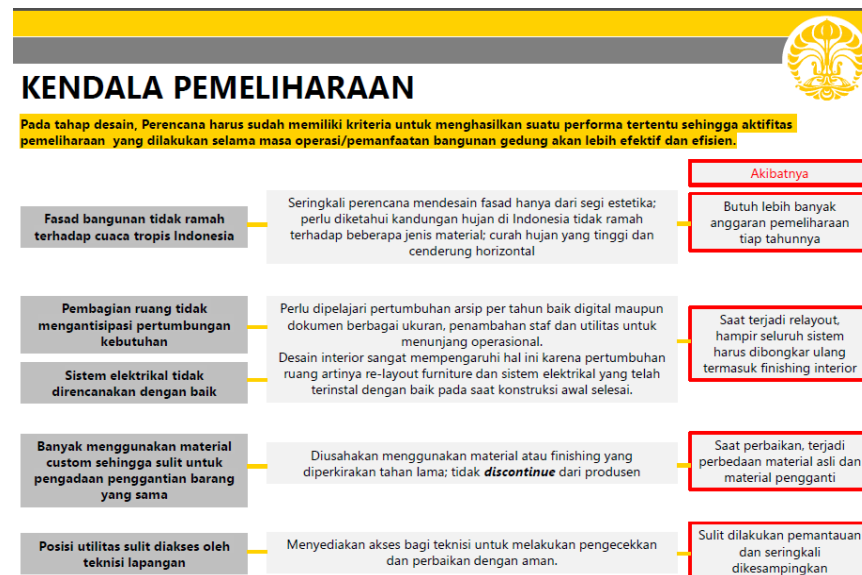 KENDALA PEMELIHARAAN
Pada tahap desain, Perencana harus sudah memiliki kriteria untuk menghasilkan suatu performa tertentu sehingga aktifitas
pemeliharaan yang dilakukan selama masa operasi/pemanfaatan bangunan gedung akan lebih efektif dan efisien.
Akibatnya
Fasad bangunan tidak ramah
terhadap cuaca tropis Indonesia
Seringkali perencana mendesain fasad hanya dari segi estetika;
perlu diketahui kandungan hujan di Indonesia tidak ramah
terhadap beberapa jenis material; curah hujan yang tinggi dan
cenderung horizontal
Butuh lebih banyak
anggaran pemeliharaan
tiap tahunnya
Pembagian ruang tidak
mengantisipasi pertumbungan
kebutuhan
Sistem elektrikal tidak
direncanakan dengan baik
Perlu dipelajari pertumbuhan arsip per tahun baik digital maupun
dokumen berbagai ukuran, penambahan staf dan utilitas untuk
menunjang operasional.
Desain interior sangat mempengaruhi hal ini karena pertumbuhan
ruang artinya re-layout furniture dan sistem elektrikal yang telah
terinstal dengan baik pada saat konstruksi awal selesai.
Saat terjadi relayout,
hampir seluruh sistem
harus dibongkar ulang
termasuk finishing interior
Banyak menggunakan material
custom sehingga sulit untuk
pengadaan penggantian barang
yang sama
Diusahakan menggunakan material atau finishing yang
diperkirakan tahan lama; tidak discontinue dari produsen
Saat perbaikan, terjadi
perbedaan material asli dan
material pengganti
Posisi utilitas sulit diakses oleh
teknisi lapangan
Menyediakan akses bagi teknisi untuk melakukan pengecekkan
dan perbaikan dengan aman.
Sulit dilakukan pemantauan
dan seringkali
dikesampingkan